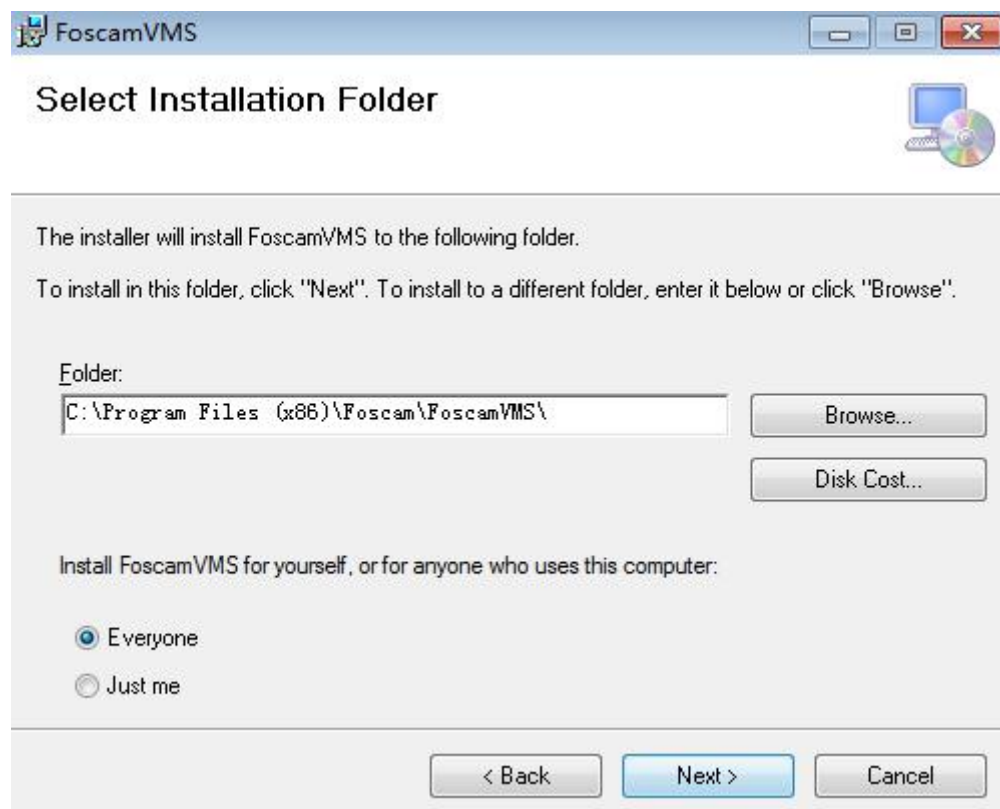 FoscamVMS
Select Installation Folder
The installer will install FoscamVMS to the following folder.
To install in this folder, click "Next". To install to a different folder, enter it below or click "Browse".
Folder:
C:\Program Files (x86)\Foscam\FoscamVMS\
Browse...
Disk Cost...
Install FoscamVMS for yourself, or for anyone who uses this computer:
Everyone
Just me
< Back
Next >
Cancel